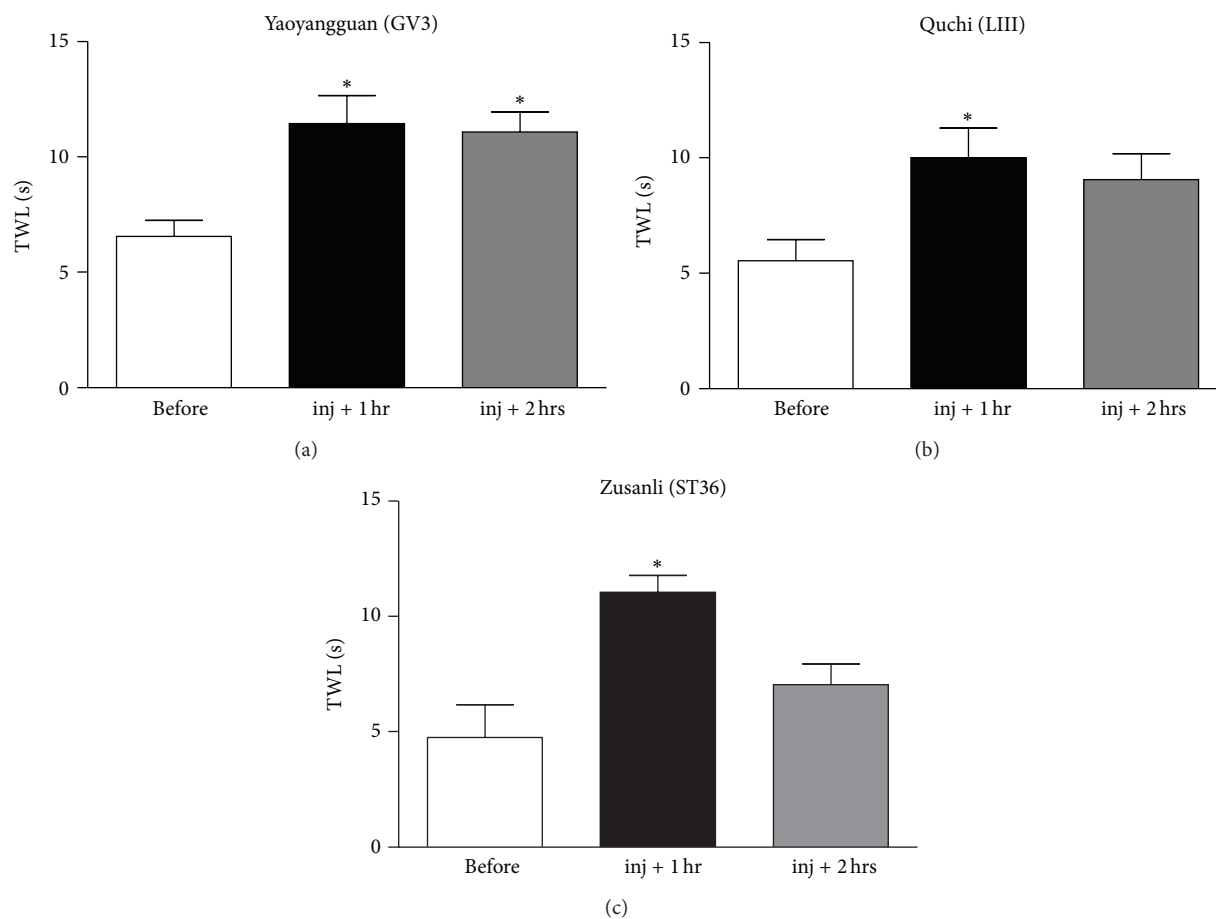 Yaoyangguan (GV3)
15
10
5
0
TWL (s)
*
*
Before
inj + 1 hr
inj + 2 hrs
(a)
Quchi (LIII)
15
10
5
0
TWL (s)
*
Before
inj + 1 hr
inj + 2 hrs
(b)
Zusanli (ST36)
15
10
5
0
TWL (s)
*
Before
inj + 1 hr
inj + 2 hrs
(c)